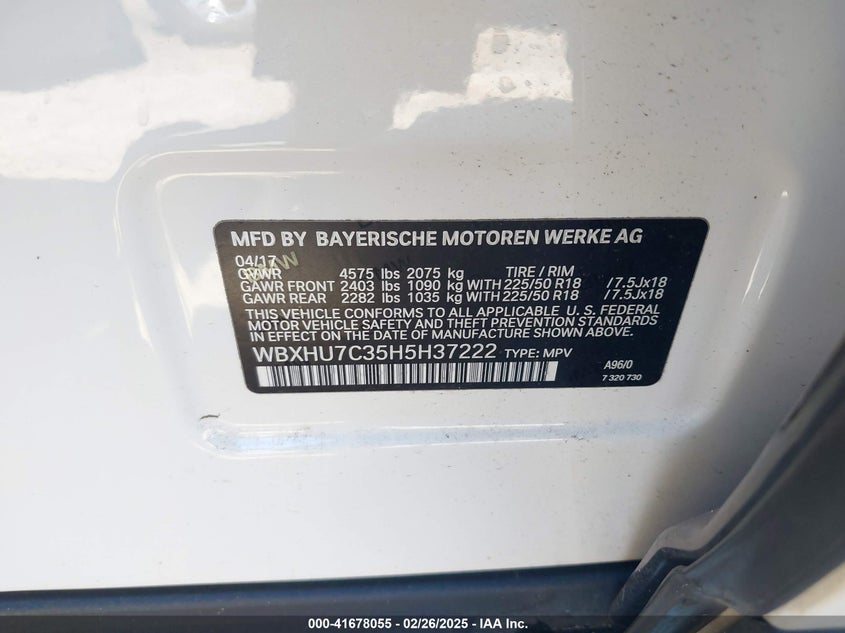 MFD BY BAYERISCHE MOTOREN WERKE AG
04/17
GVWR 4575 lbs 2075 kg TIRE / RIM
GAWR FRONT 2403 lbs 1090 kg WITH 225/50 R18 /7.5Jx18
GAWR REAR 2282 lbs 1035 kg WITH 225/50 R18 /7.5Jx18
THIS VEHICLE CONFORMS TO ALL APPLICABLE U. S. FEDERAL
MOTOR VEHICLE SAFETY AND THEFT PREVENTION STANDARDS
IN EFFECT ON THE DATE OF MANUFACTURE SHOWN ABOVE.
WBXHU7C35H5H37222 TYPE: MPV
A96/0
7 320 730
000-41678055 - 02/26/2025 - IAA Inc.